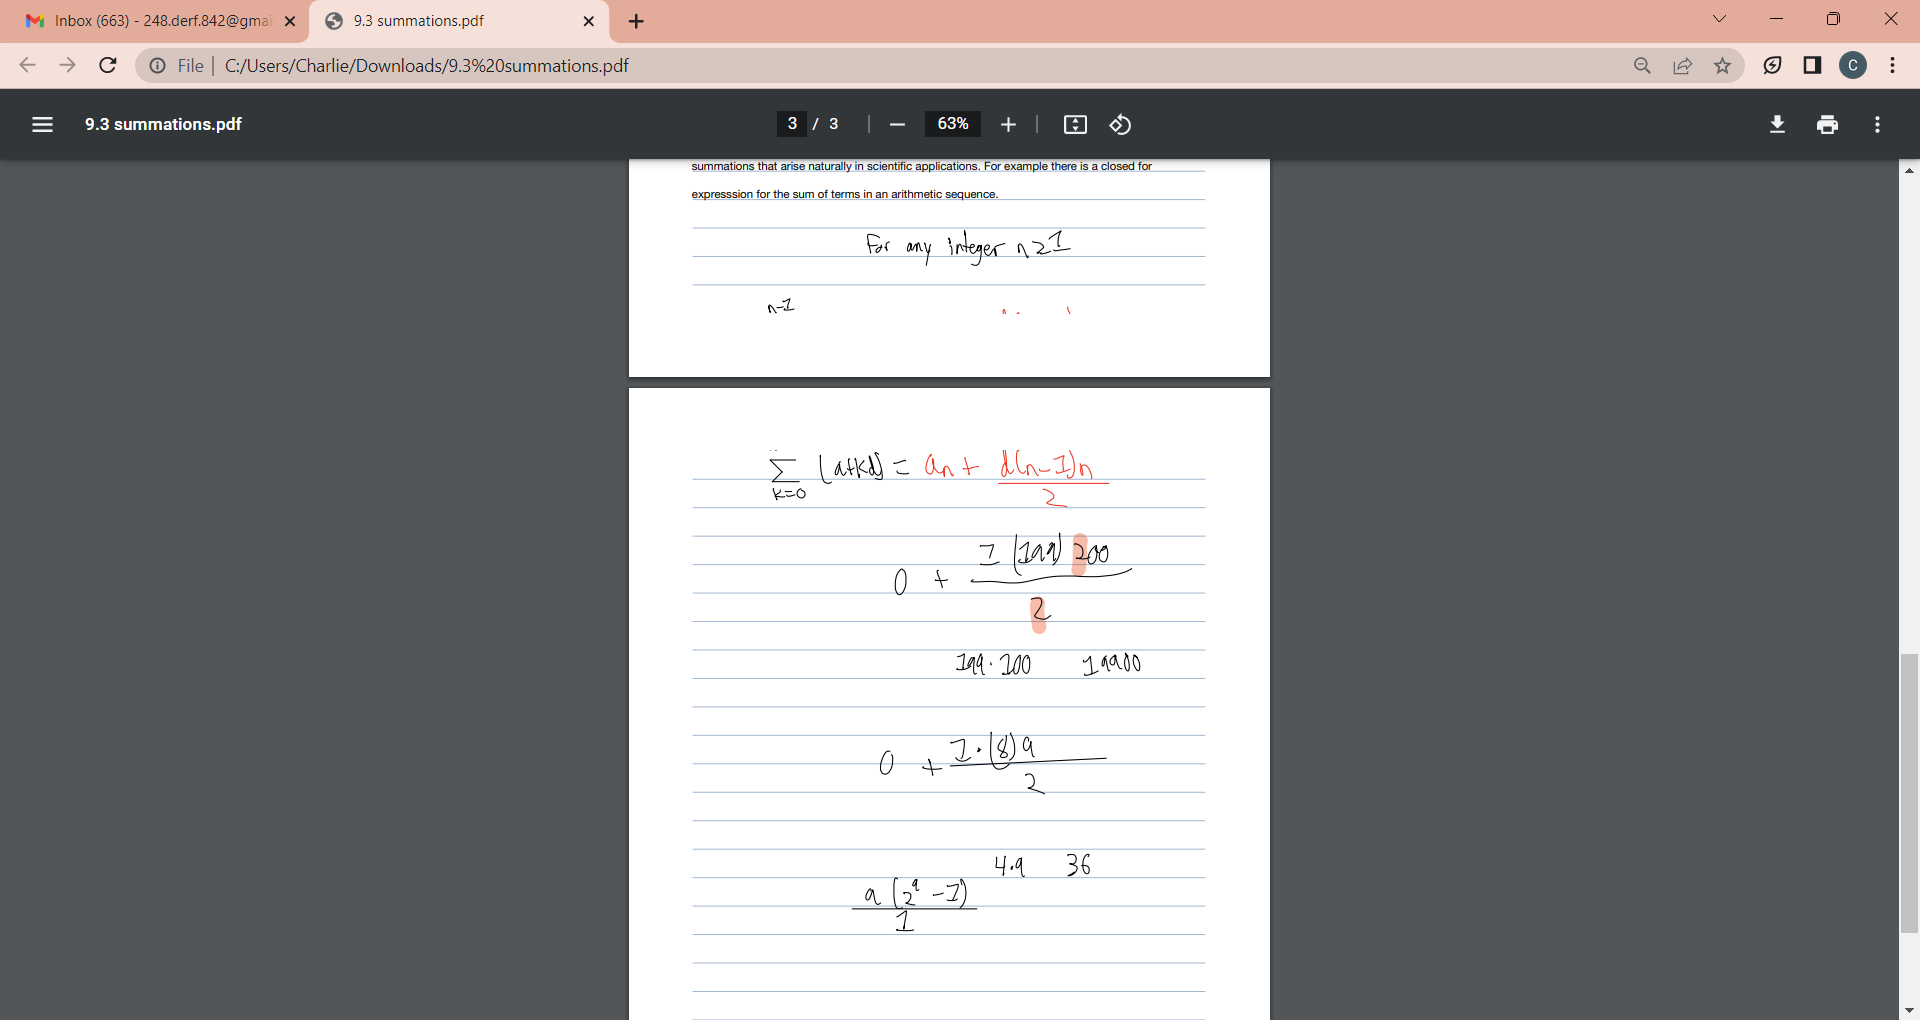 Inbox (663) - 248.derf.842@gmai
9.3 summations.pdf
File | C:/Users/Charlie/Downloads/9.3%20summations.pdf
C
9.3 summations.pdf
3 / 3
63%
summations that arise naturally in scientific applications. For example there is a closed for
expresssion for the sum of terms in an arithmetic sequence.
For any integer n≥1
n-1
∑ (a+kd) = an + d(n-1)n
k=0
2
1 (199) 200
0 +
2
199·100 19900
0 + 1·(8)9
2
4·9 36
a(2⁹ -1)
1